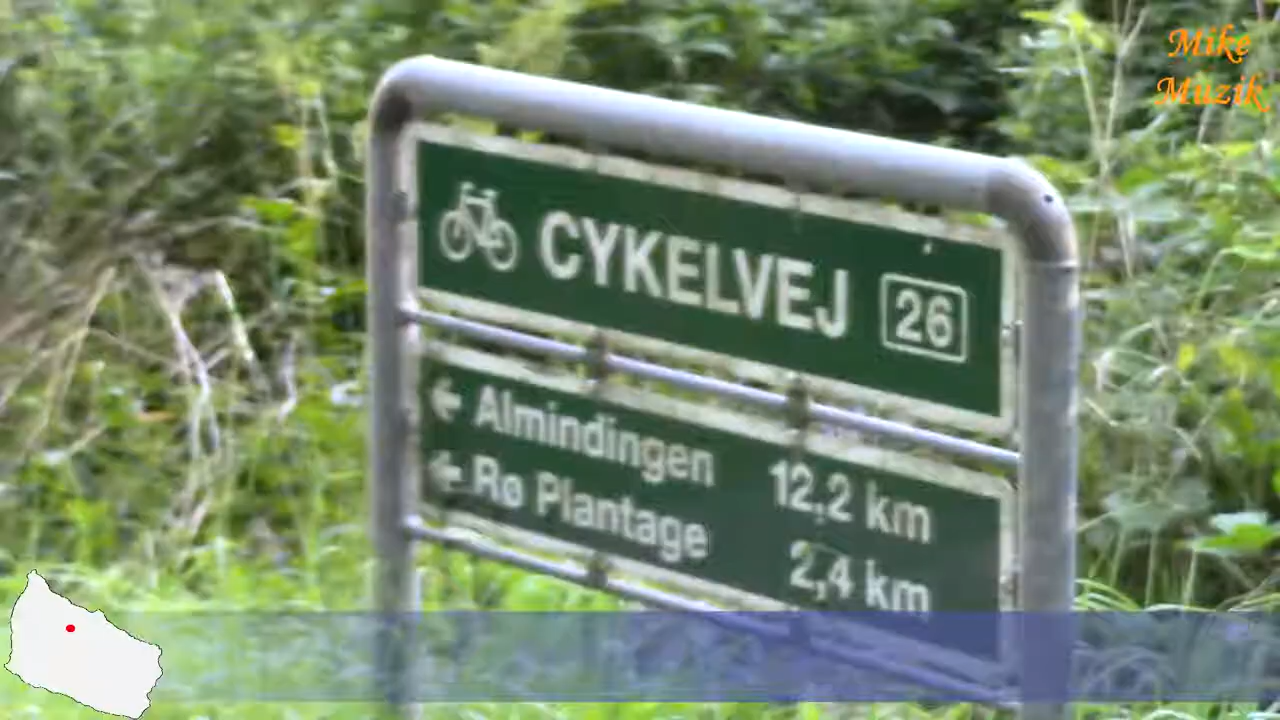 Mike
Muzik
CYKELVEJ 26
← Almindingen 12,2 km
← Rø Plantage 2,4 km